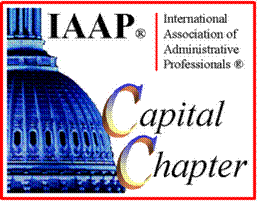 IAAP®
International
Association of
Administrative
Professionals ®
Capital
Chapter